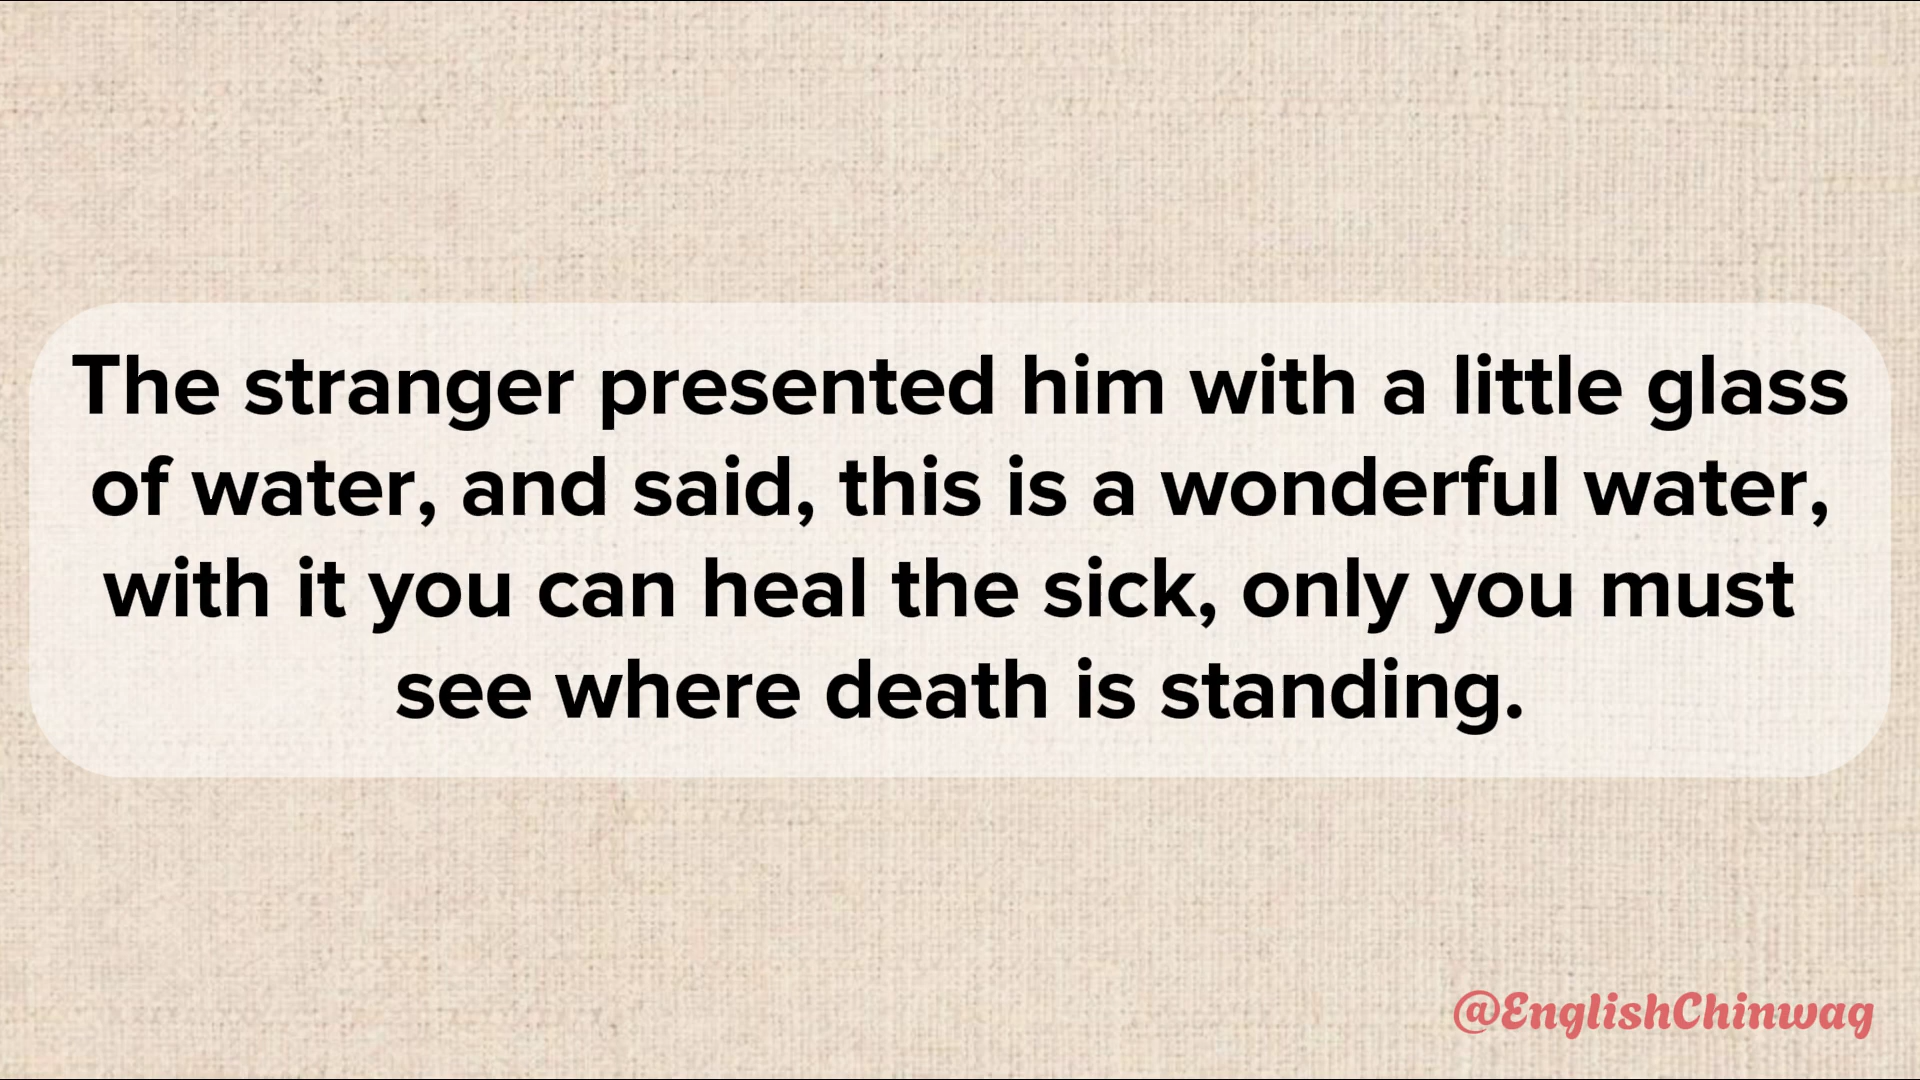 The stranger presented him with a little glass
of water, and said, this is a wonderful water,
with it you can heal the sick, only you must
see where death is standing.
@EnglishChinwag